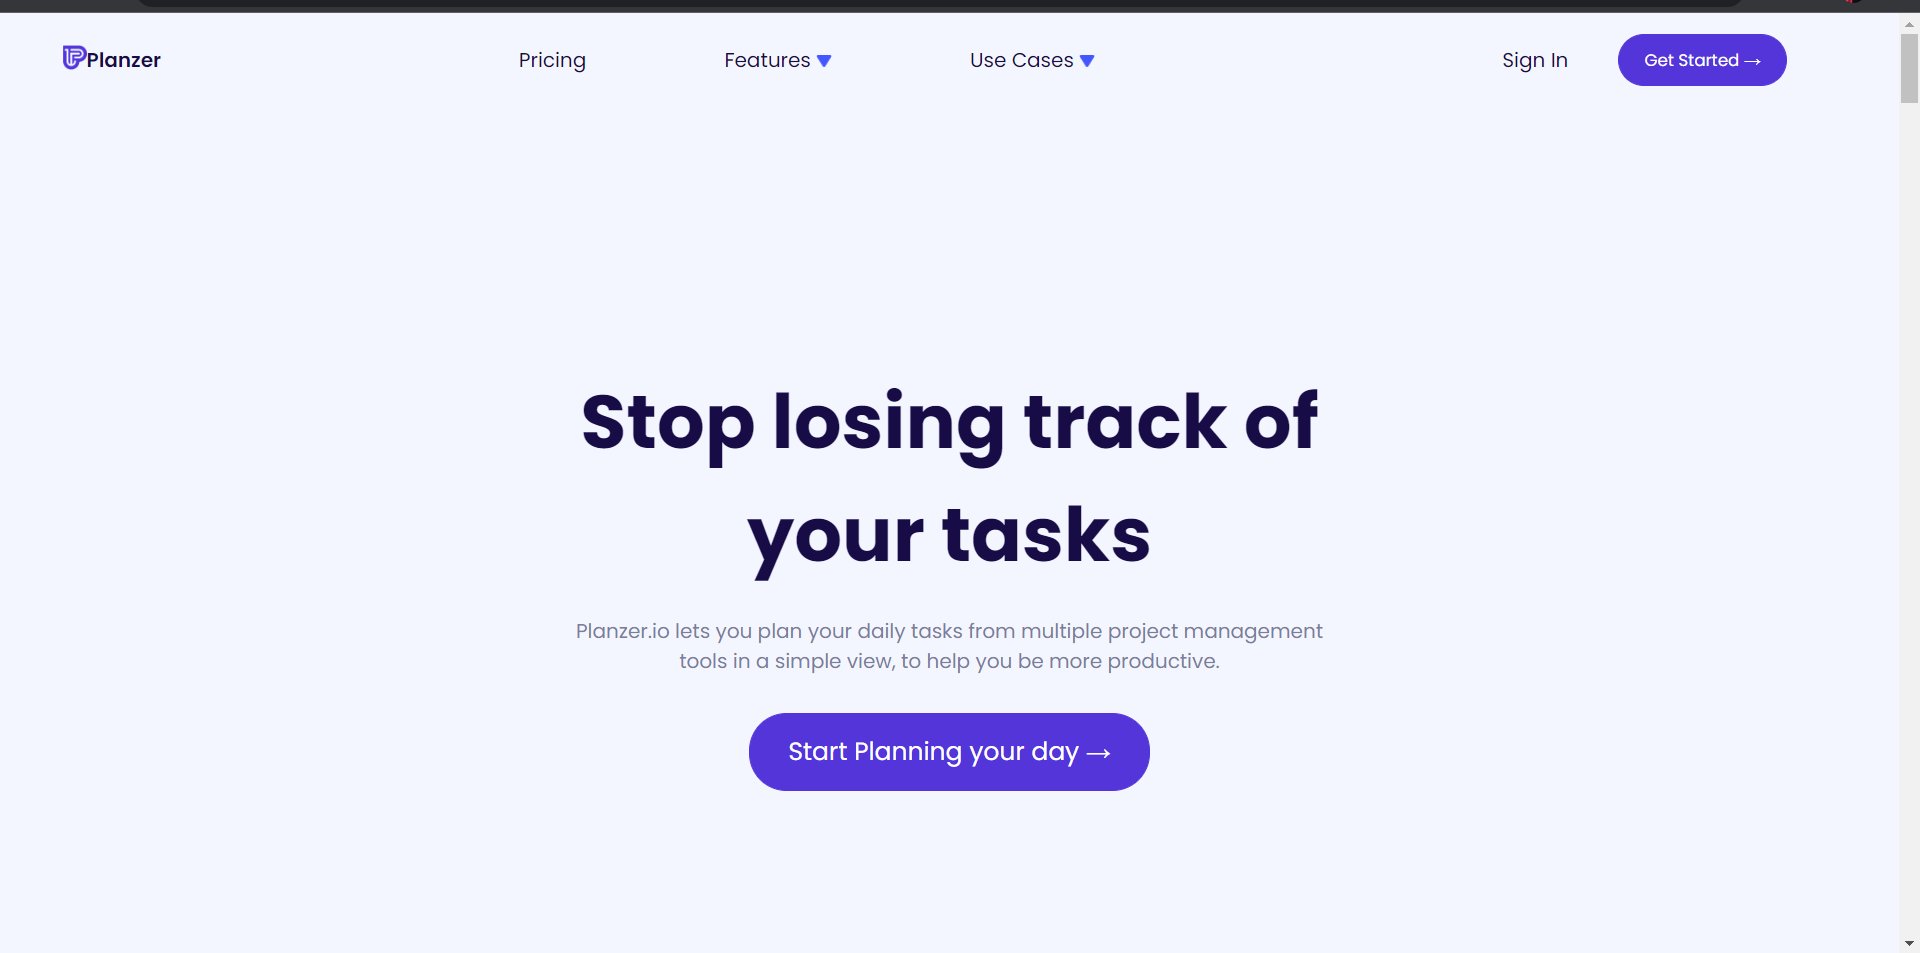 Planzer
Pricing
Features
Use Cases
Sign In
Get Started →
Stop losing track of
your tasks
Planzer.io lets you plan your daily tasks from multiple project management
tools in a simple view, to help you be more productive.
Start Planning your day →